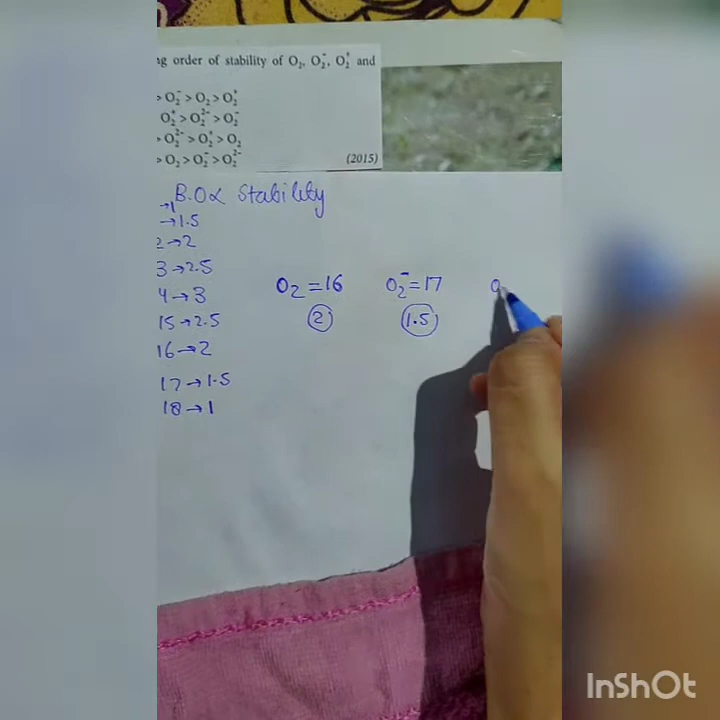 ng order of stability of O₂, O₂⁻, O₂⁺ and
> O₂⁻ > O₂ > O₂⁺
O₂⁺ > O₂²⁻ > O₂⁻
> O₂²⁻ > O₂⁺ > O₂
> O₂ > O₂⁻ > O₂²⁻
(2015)
B.O ∝ Stability
→1
→1.5
2→2
3→2.5
4→3
15→2.5
16→2
17→1.5
18→1
O₂=16 O₂⁻=17 O
2 1.5
InShOt